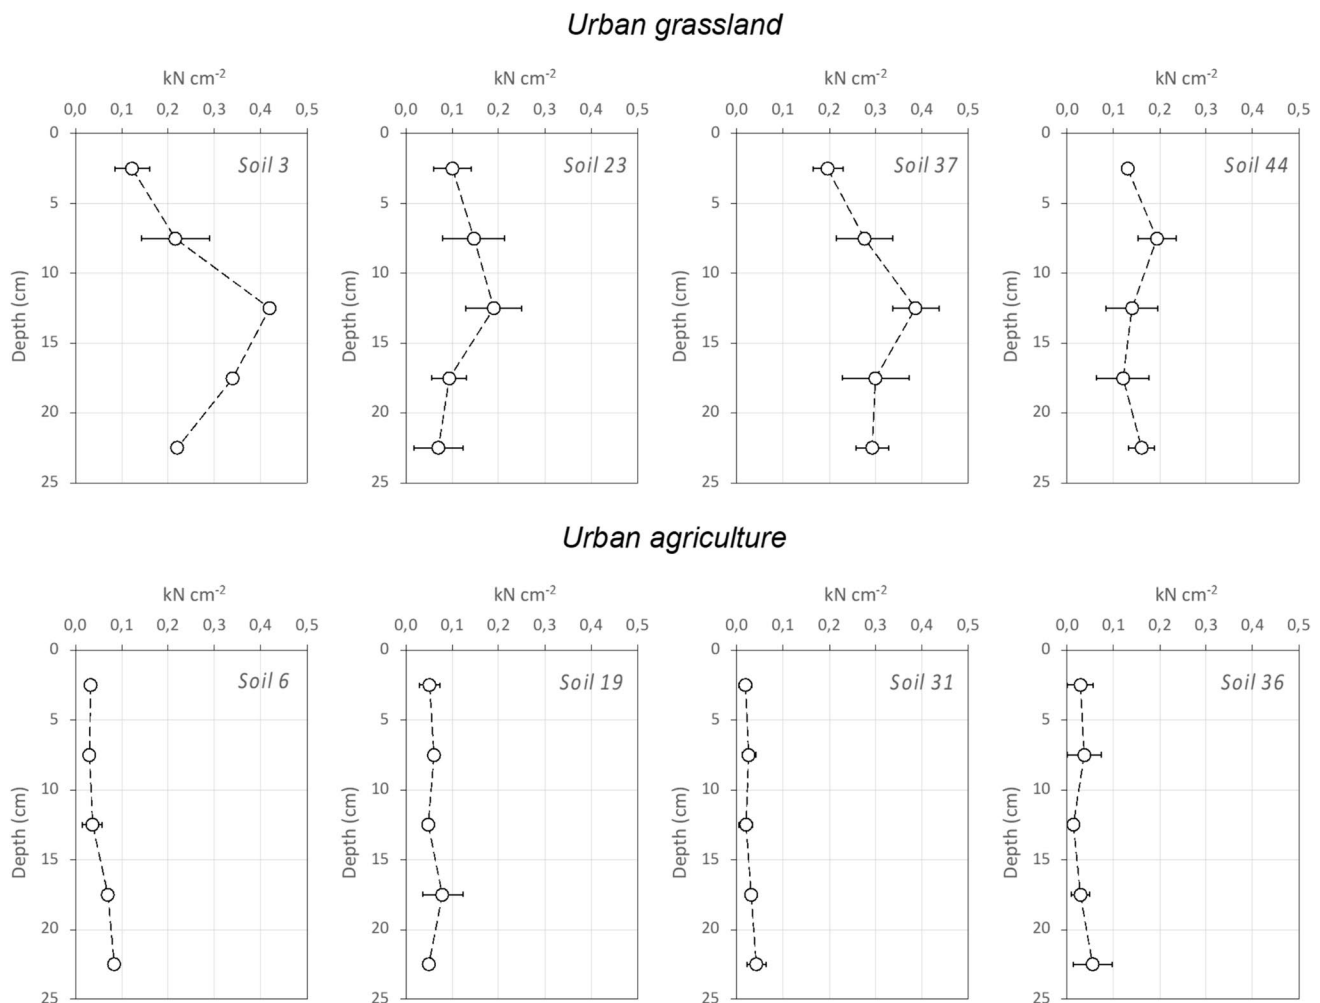 Urban grassland
kN cm-2 kN cm-2 kN cm-2 kN cm-2
0,0 0,1 0,2 0,3 0,4 0,5 0,0 0,1 0,2 0,3 0,4 0,5 0,0 0,1 0,2 0,3 0,4 0,5 0,0 0,1 0,2 0,3 0,4 0,5
0 0 0 0
Soil 3 Soil 23 Soil 37 Soil 44
5 5 5 5
10 10 10 10
Depth (cm) Depth (cm) Depth (cm) Depth (cm)
15 15 15 15
20 20 20 20
25 25 25 25
Urban agriculture
kN cm-2 kN cm-2 kN cm-2 kN cm-2
0,0 0,1 0,2 0,3 0,4 0,5 0,0 0,1 0,2 0,3 0,4 0,5 0,0 0,1 0,2 0,3 0,4 0,5 0,0 0,1 0,2 0,3 0,4 0,5
0 0 0 0
Soil 6 Soil 19 Soil 31 Soil 36
5 5 5 5
10 10 10 10
Depth (cm) Depth (cm) Depth (cm) Depth (cm)
15 15 15 15
20 20 20 20
25 25 25 25